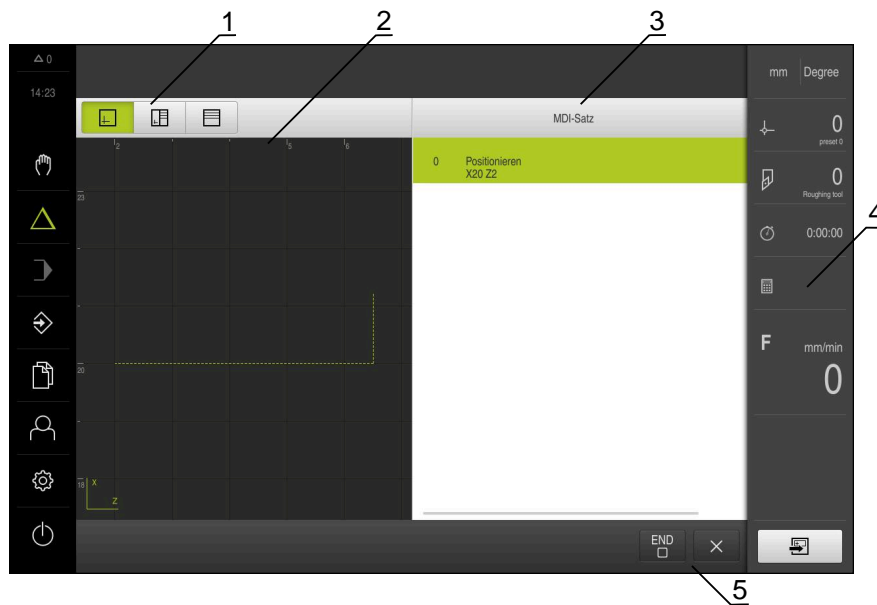 1
2
3
0
mm Degree
14:23
MDI-Satz
0
preset 0
2
5
6
0 Positionieren
X20 Z2
23
0
Roughing tool
4
0:00:00
F mm/min
0
20
18
X
Z
END
5